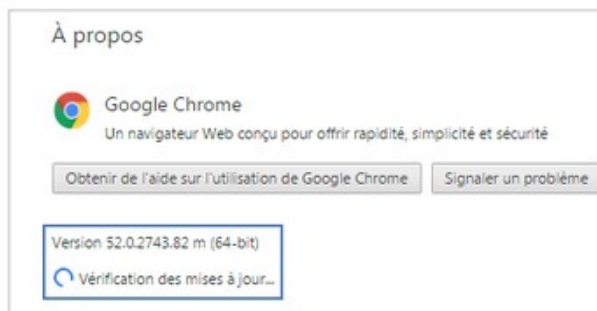 À propos
Google Chrome
Un navigateur Web conçu pour offrir rapidité, simplicité et sécurité
Obtenir de l'aide sur l'utilisation de Google Chrome
Signaler un problème
Version 52.0.2743.82 m (64-bit)
Vérification des mises à jour...